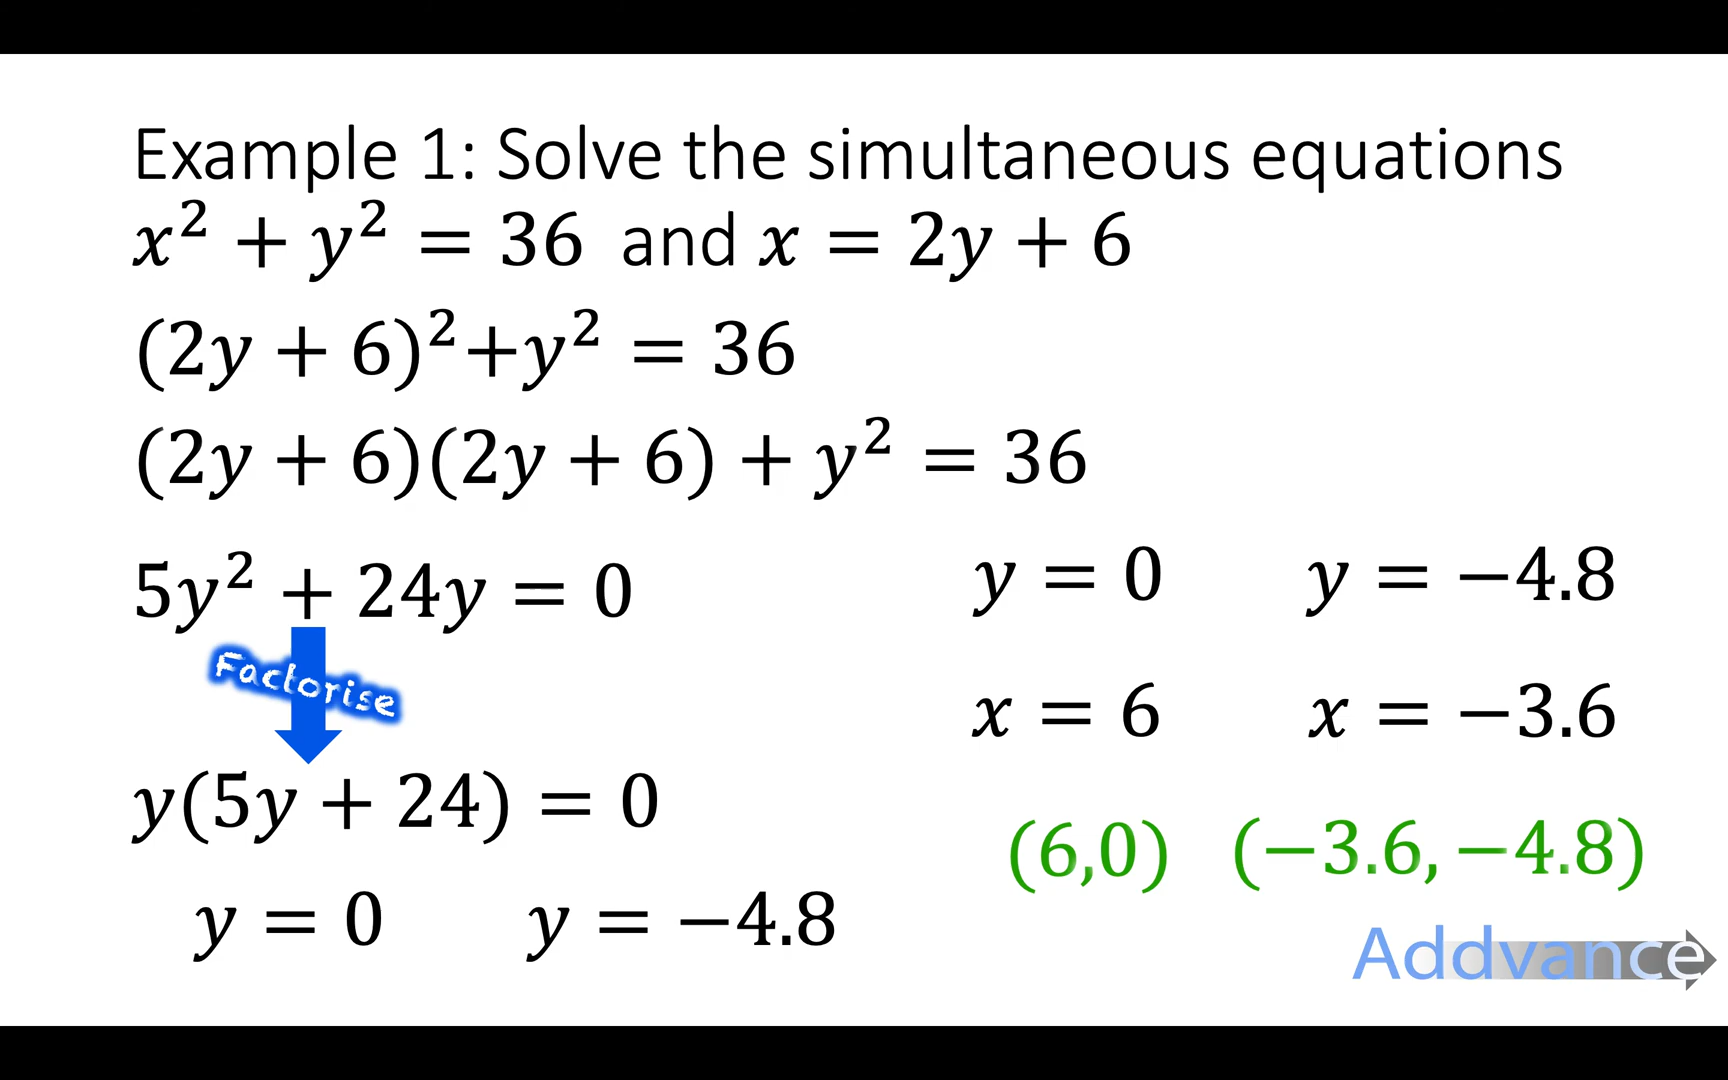 Example 1: Solve the simultaneous equations
x² + y² = 36 and x = 2y + 6
(2y + 6)²+y² = 36
(2y + 6)(2y + 6) + y² = 36
5y² + 24y = 0
Factorise
y(5y + 24) = 0
y = 0 y = −4.8
y = 0 y = −4.8
x = 6 x = −3.6
(6,0) (−3.6, −4.8)
Addvance